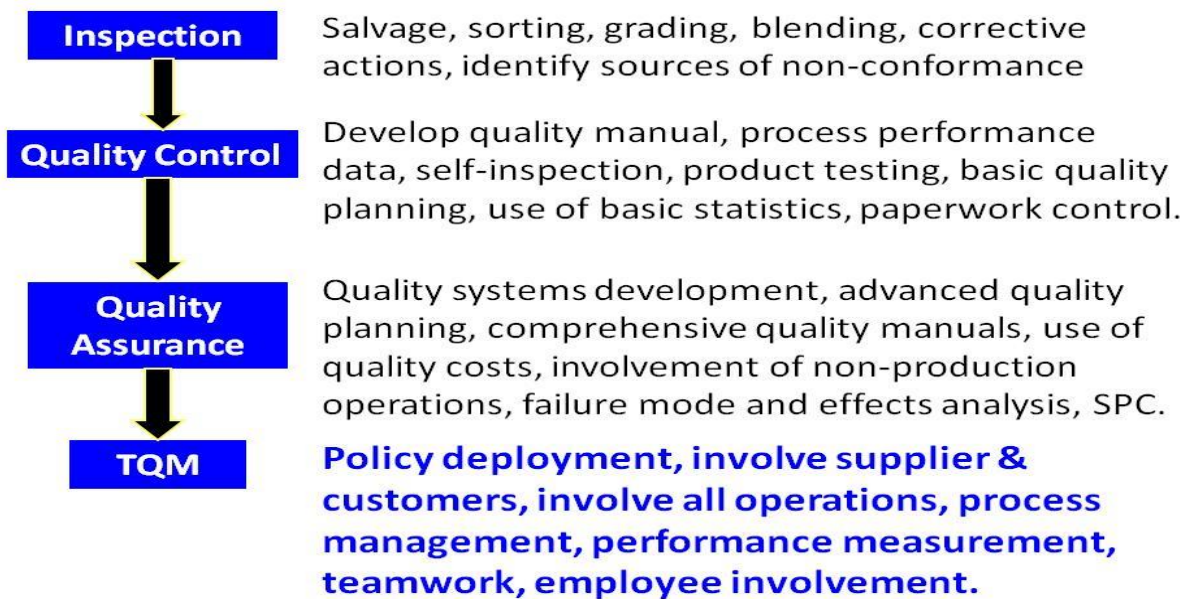 Inspection
Salvage, sorting, grading, blending, corrective
actions, identify sources of non-conformance
Quality Control
Develop quality manual, process performance
data, self-inspection, product testing, basic quality
planning, use of basic statistics, paperwork control.
Quality
Assurance
Quality systems development, advanced quality
planning, comprehensive quality manuals, use of
quality costs, involvement of non-production
operations, failure mode and effects analysis, SPC.
TQM
Policy deployment, involve supplier &
customers, involve all operations, process
management, performance measurement,
teamwork, employee involvement.